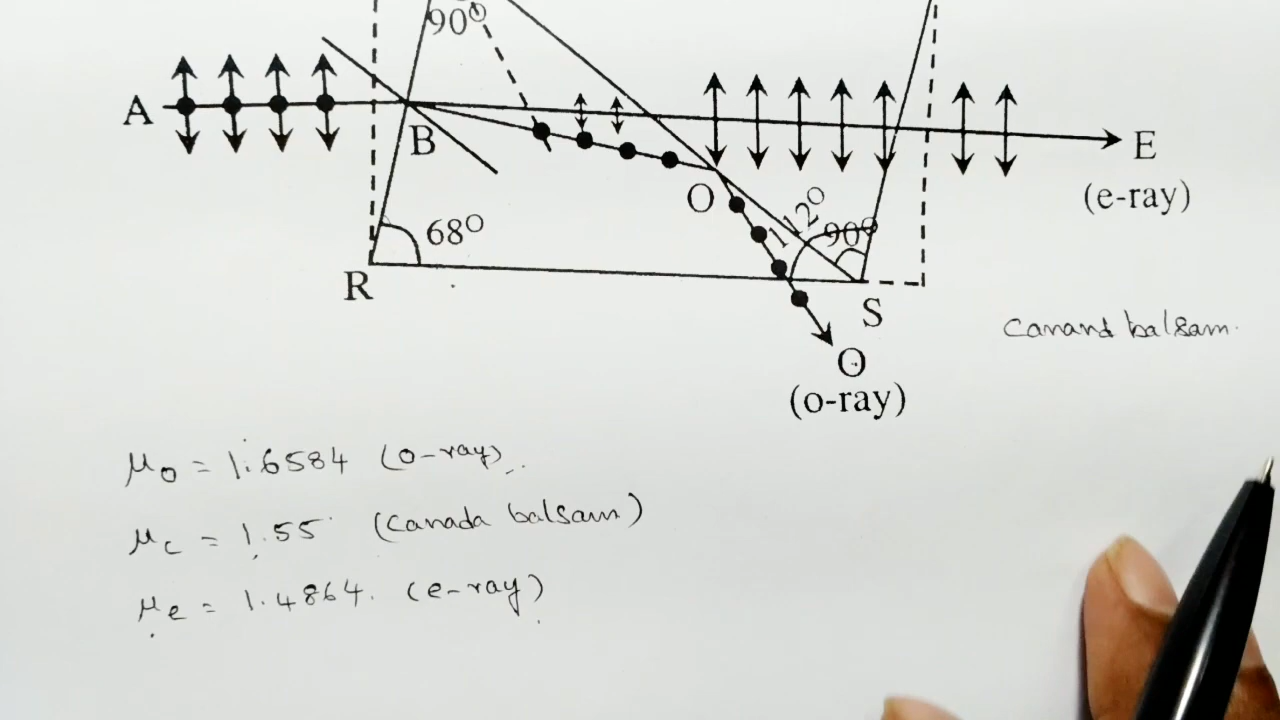 90°
A
B
E
(e-ray)
O
112°
90°
68°
R
S
Canand balsam.
O
(o-ray)
μo = 1.6584 (o-ray)
μc = 1.55 (Canada balsam)
μe = 1.4864. (e-ray)